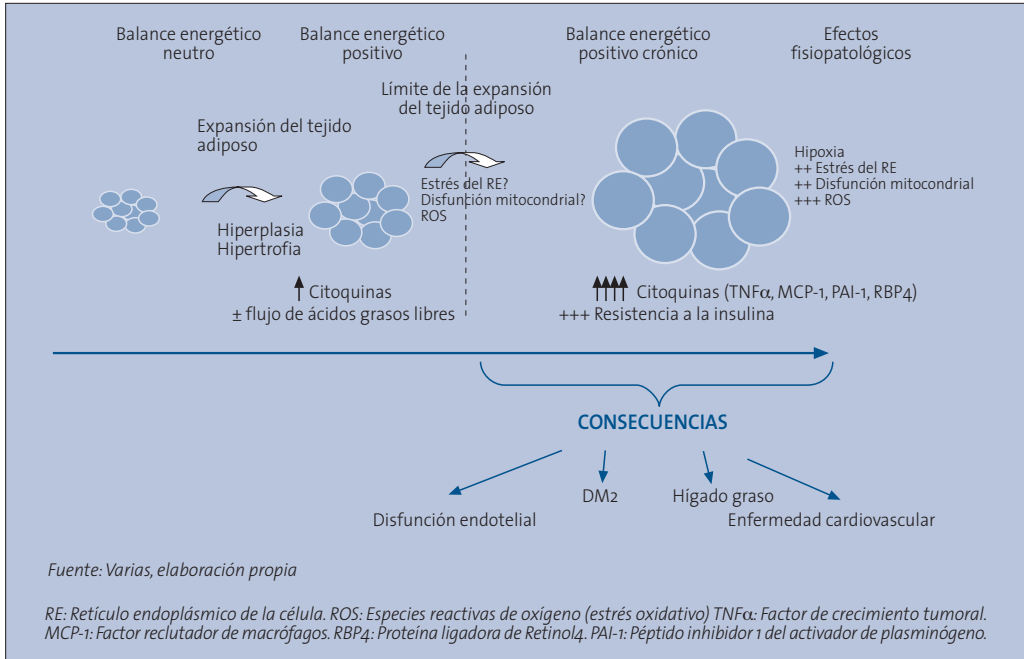 Balance energético
neutro
Balance energético
positivo
Balance energético
positivo crónico
Efectos
fisiopatológicos
Límite de la expansión
del tejido adiposo
Expansión del tejido
adiposo
Hiperplasia
Hipertrofia
Estrés del RE?
Disfunción mitocondrial?
ROS
Hipoxia
++ Estrés del RE
++ Disfunción mitocondrial
+++ ROS
Citoquinas
± flujo de ácidos grasos libres
Citoquinas (TNFα, MCP-1, PAI-1, RBP4)
+++ Resistencia a la insulina
CONSECUENCIAS
Disfunción endotelial
DM2
Hígado graso
Enfermedad cardiovascular
Fuente: Varias, elaboración propia
RE: Retículo endoplásmico de la célula. ROS: Especies reactivas de oxígeno (estrés oxidativo) TNFα: Factor de crecimiento tumoral.
MCP-1: Factor reclutador de macrófagos. RBP4: Proteína ligadora de Retinol4. PAI-1: Péptido inhibidor 1 del activador de plasminógeno.